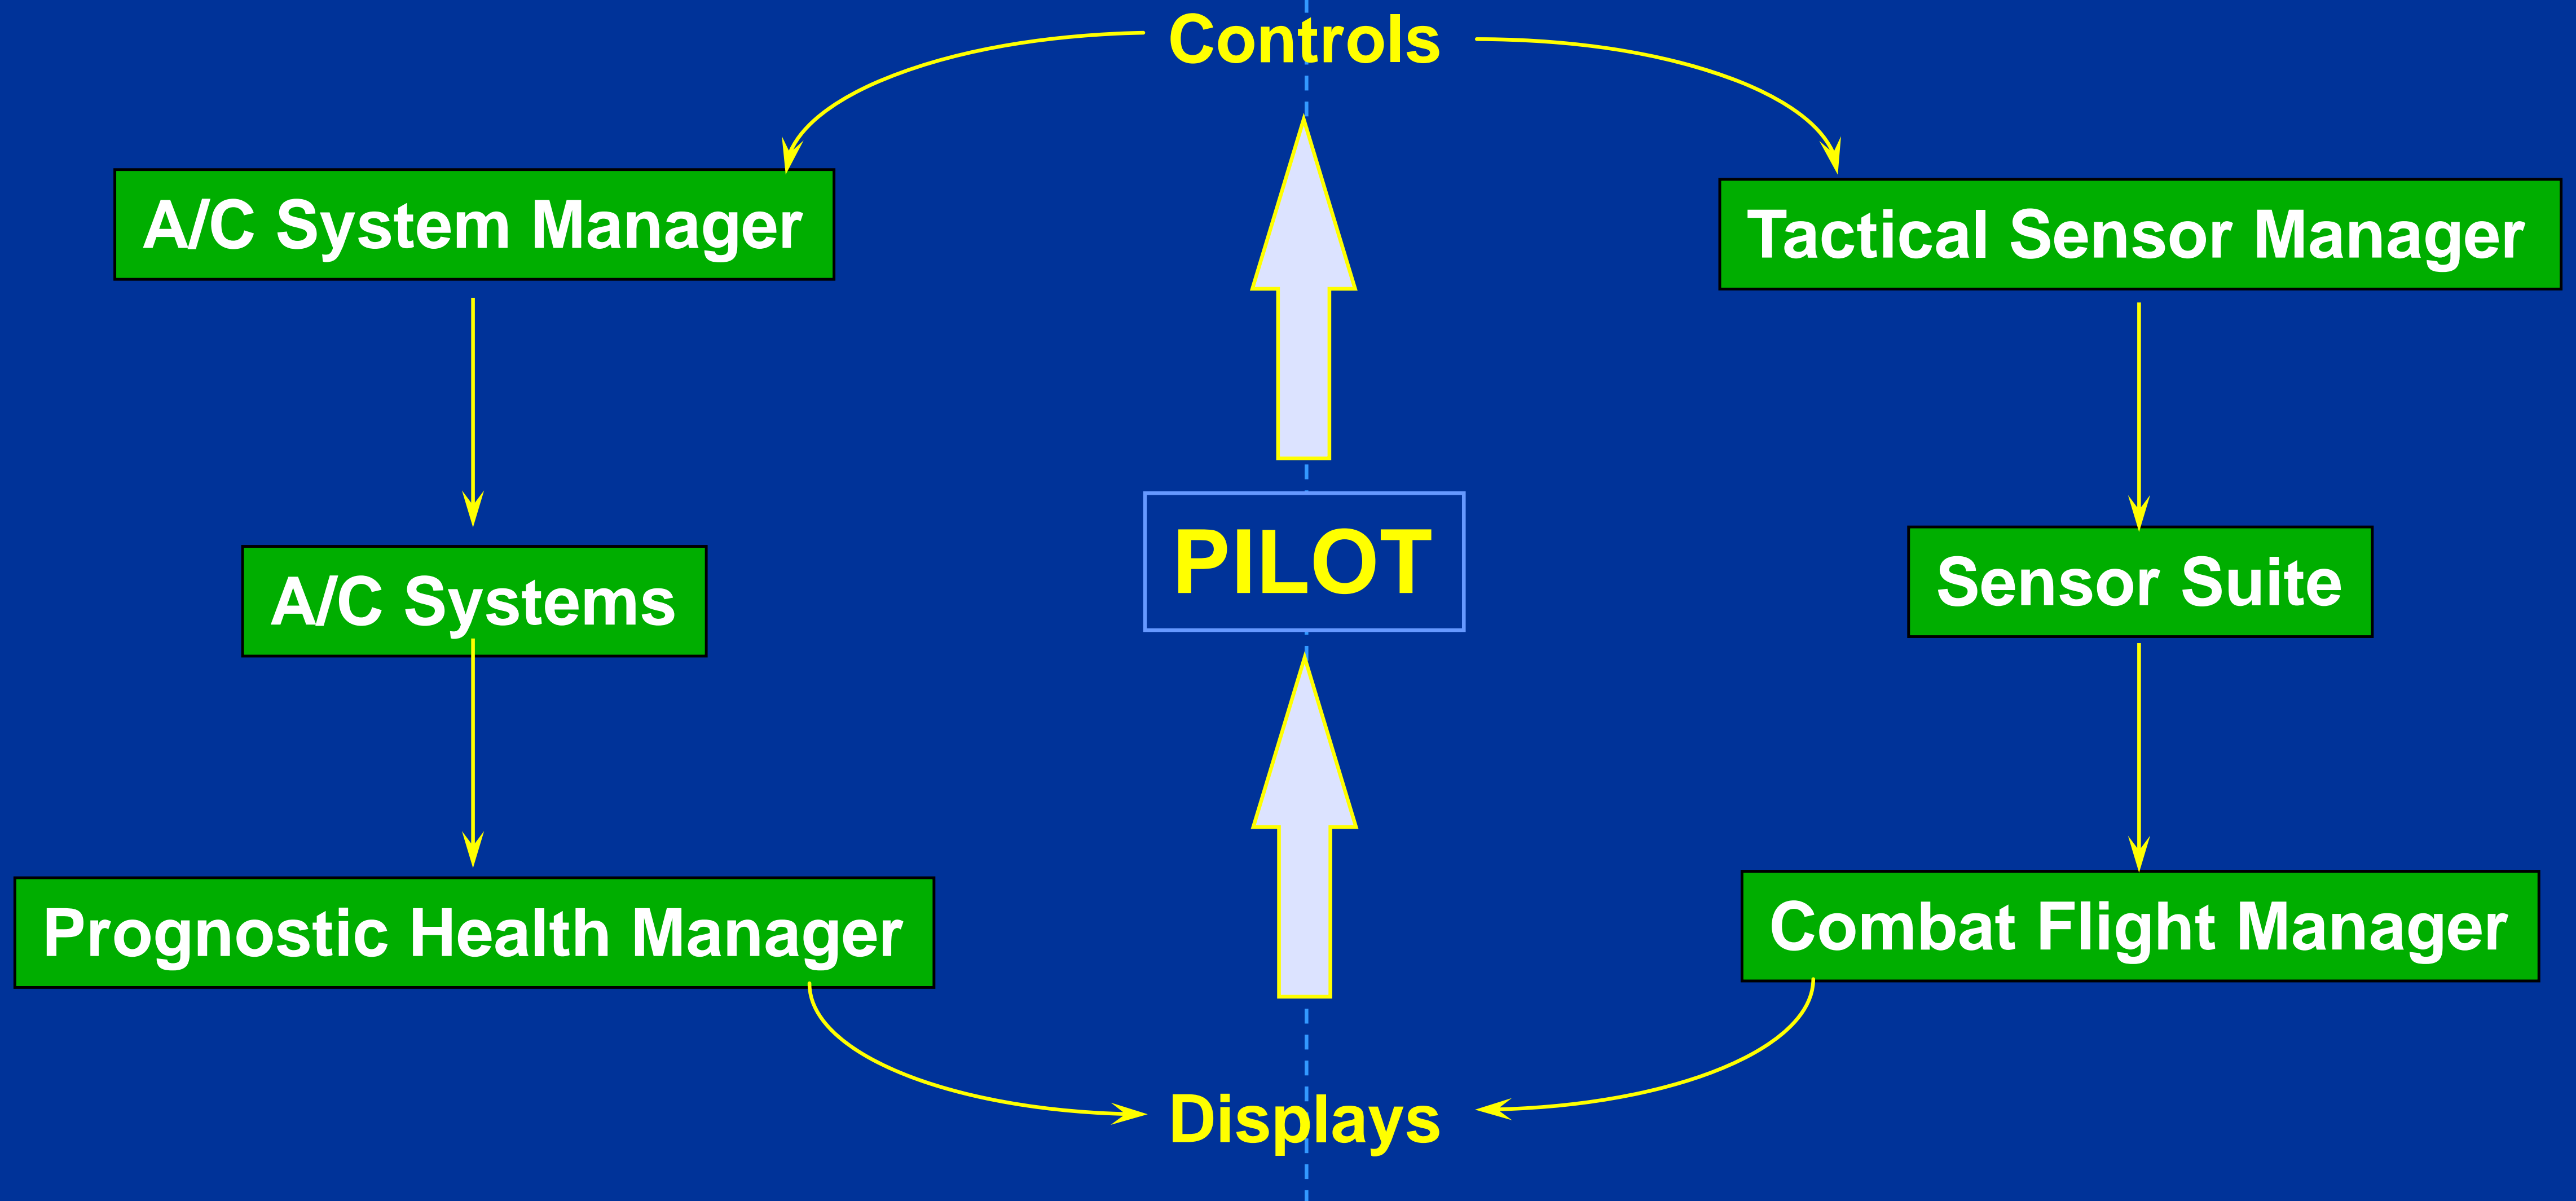 Controls
A/C System Manager
Tactical Sensor Manager
PILOT
A/C Systems
Sensor Suite
Prognostic Health Manager
Combat Flight Manager
Displays